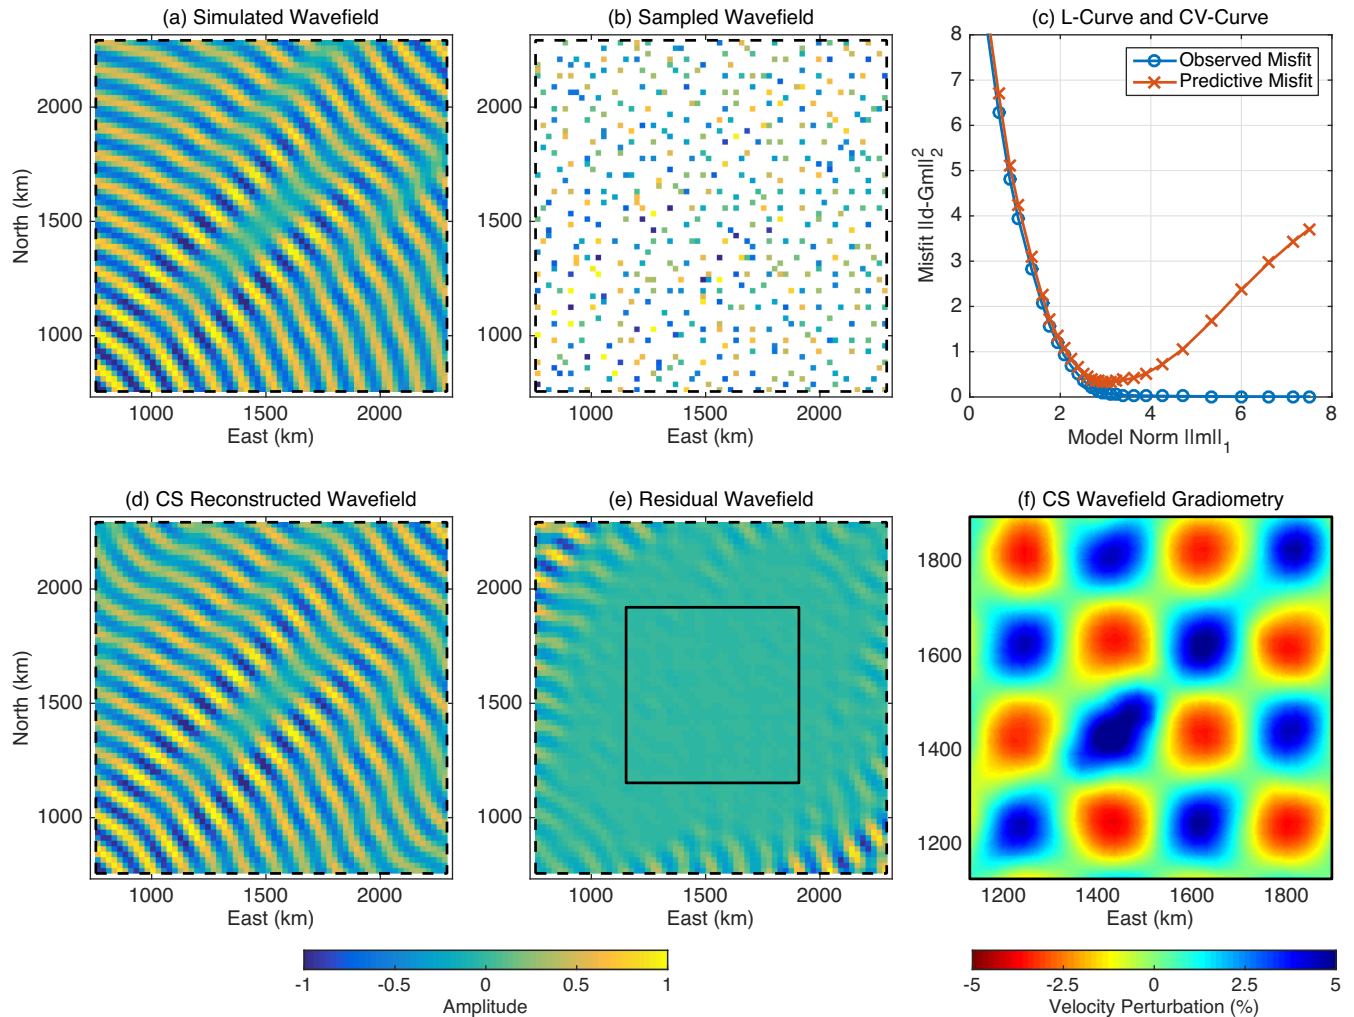 (a) Simulated Wavefield
2000
1500
1000
North (km)
1000 1500 2000
East (km)
(b) Sampled Wavefield
2000
1500
1000
1000 1500 2000
East (km)
(c) L-Curve and CV-Curve
Observed Misfit
Predictive Misfit
8
7
6
5
4
3
2
1
0
Misfit ||d-Gm||₂²
0 2 4 6 8
Model Norm ||m||₁
(d) CS Reconstructed Wavefield
2000
1500
1000
North (km)
1000 1500 2000
East (km)
(e) Residual Wavefield
2000
1500
1000
1000 1500 2000
East (km)
(f) CS Wavefield Gradiometry
1800
1600
1400
1200
1200 1400 1600 1800
East (km)
-1 -0.5 0 0.5 1
Amplitude
-5 -2.5 0 2.5 5
Velocity Perturbation (%)